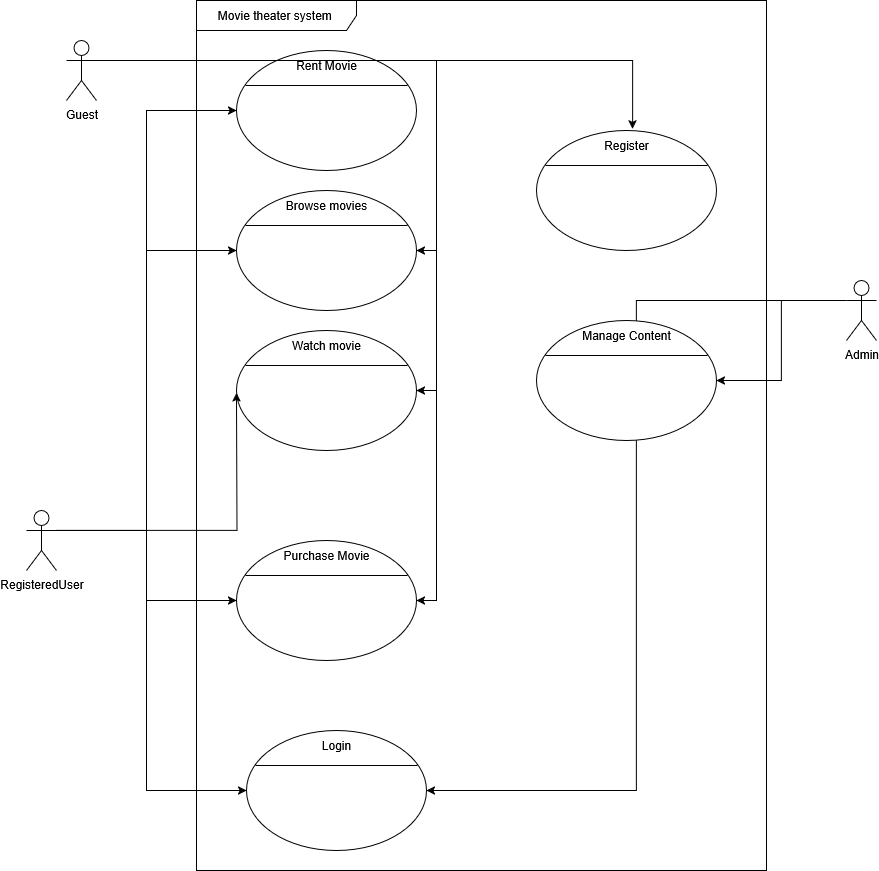 Movie theater system
Rent Movie
Guest
Register
Browse movies
Manage Content
Watch movie
Admin
Purchase Movie
RegisteredUser
Login